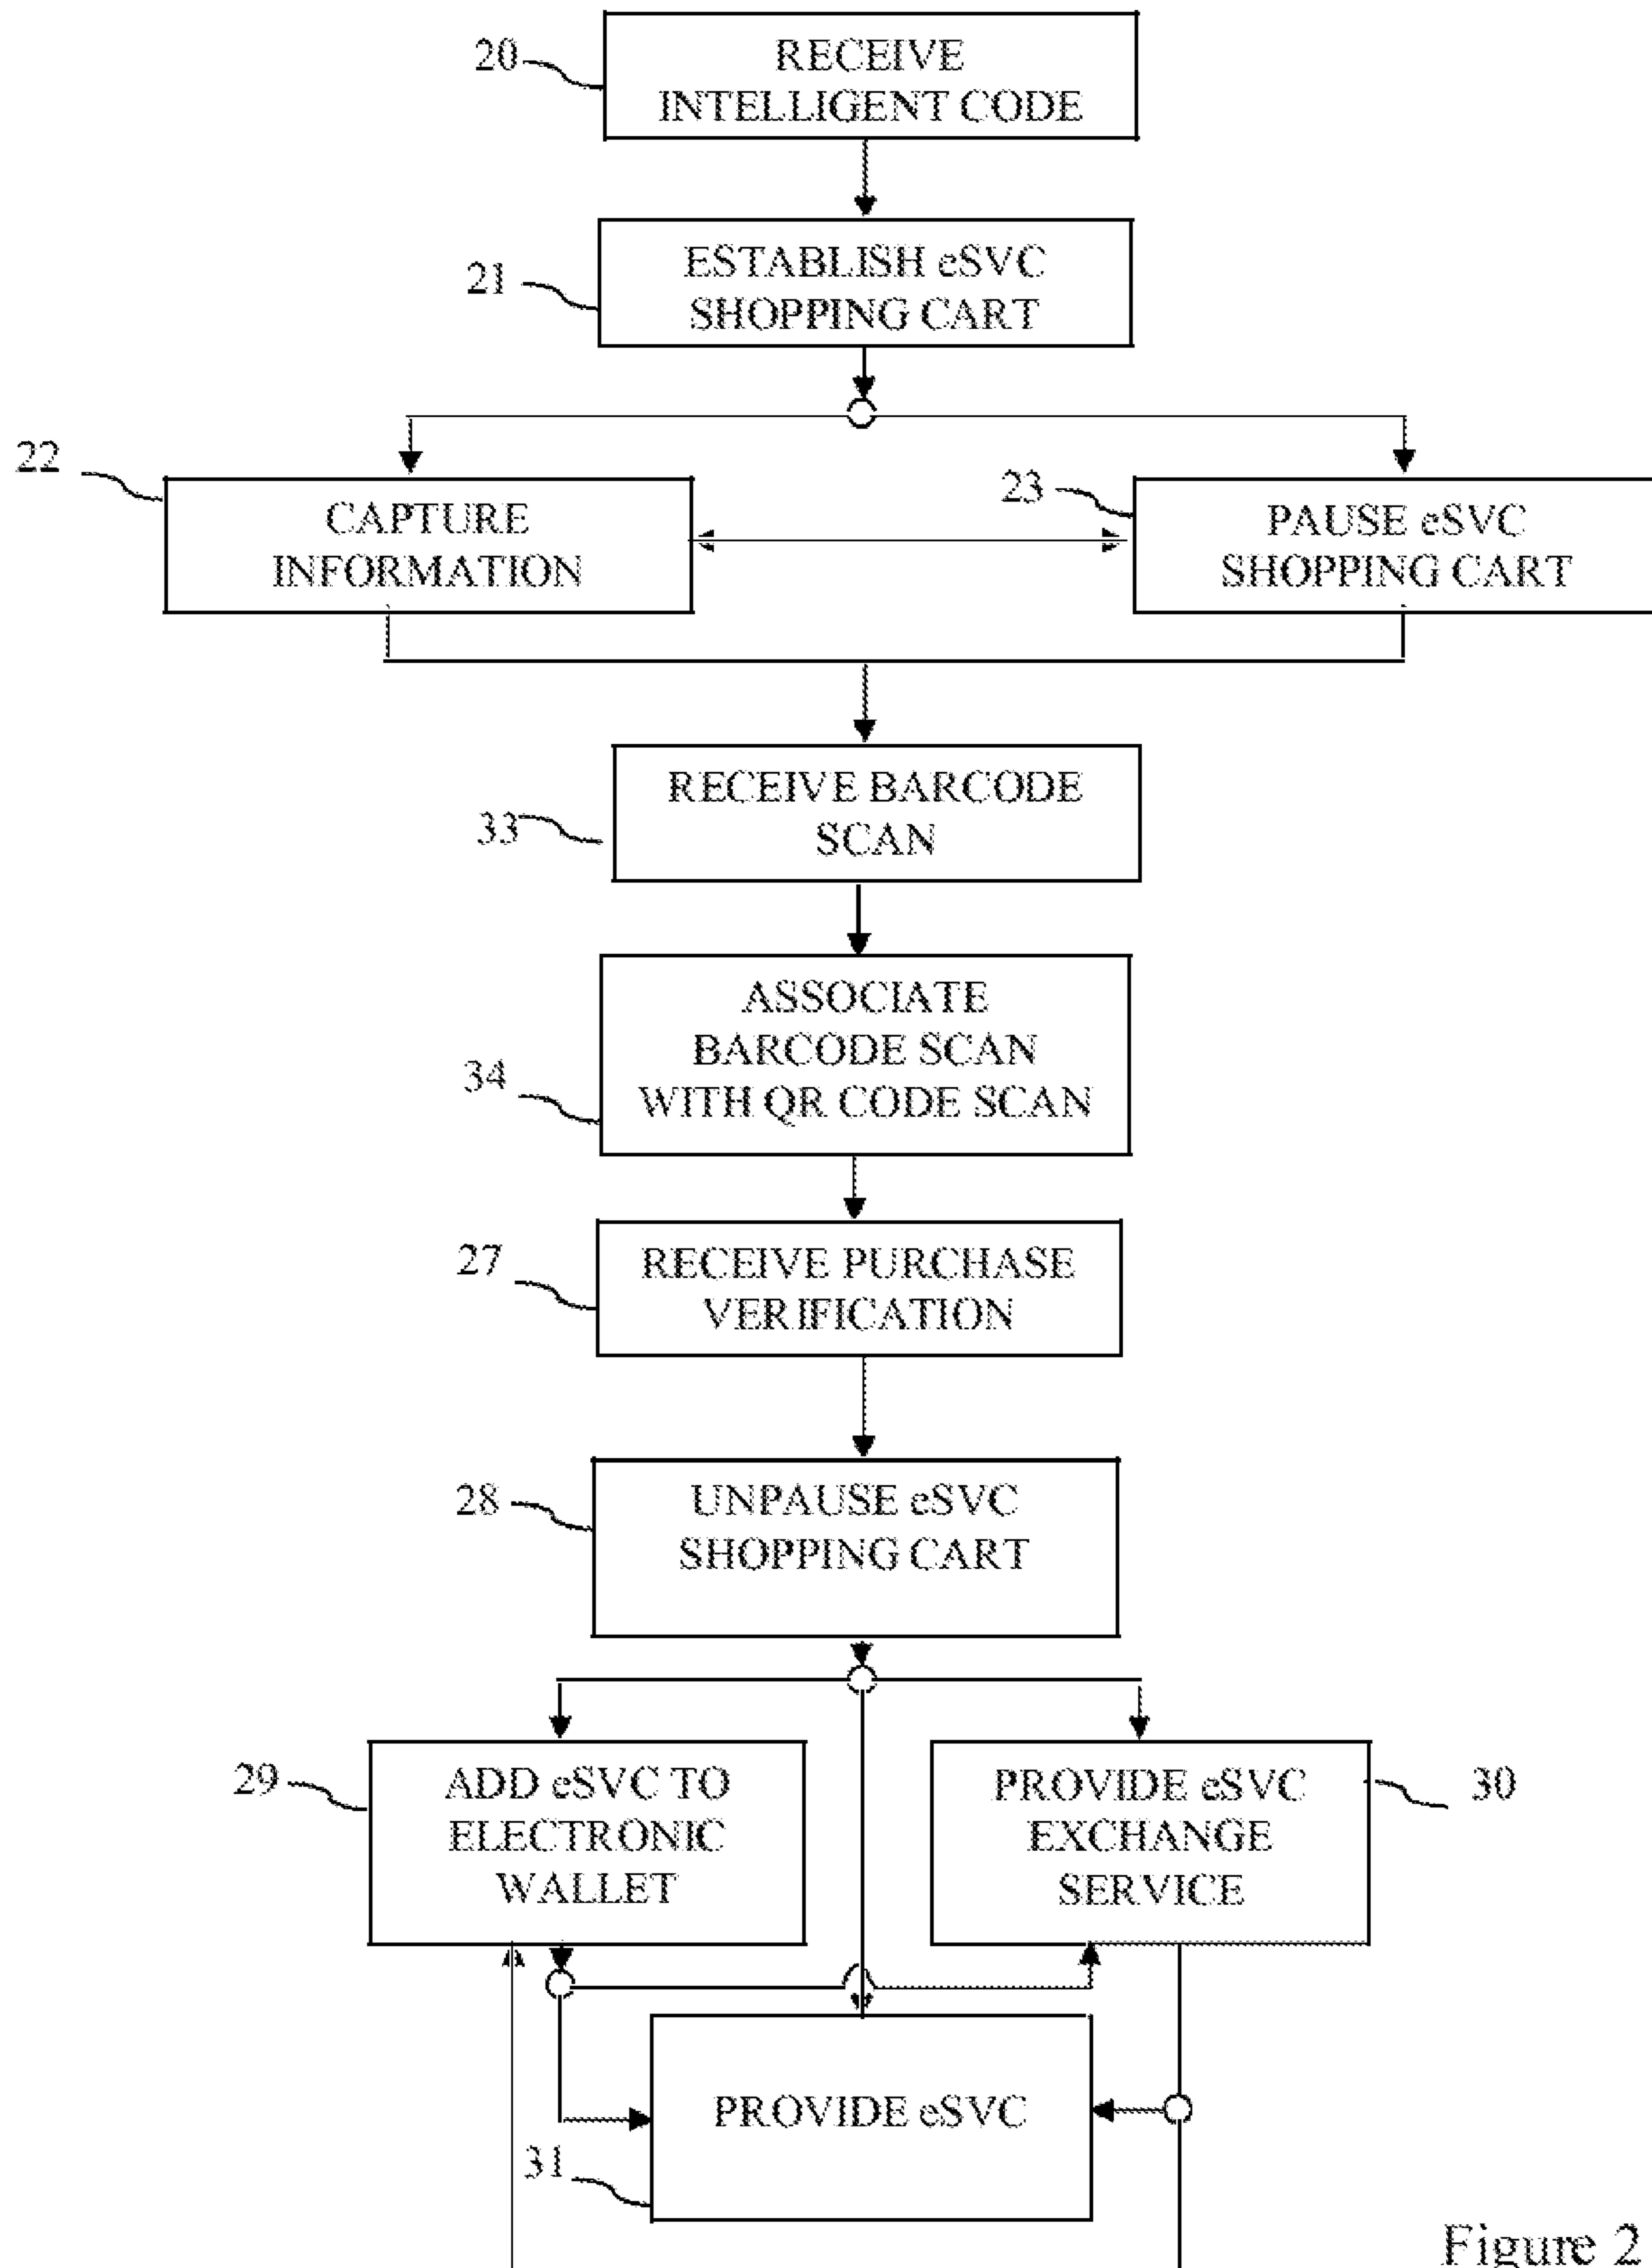 20
RECEIVE
INTELLIGENT CODE
21
ESTABLISH eSVC
SHOPPING CART
22
CAPTURE
INFORMATION
23
PAUSE eSVC
SHOPPING CART
33
RECEIVE BARCODE
SCAN
34
ASSOCIATE
BARCODE SCAN
WITH QR CODE SCAN
27
RECEIVE PURCHASE
VERIFICATION
28
UNPAUSE eSVC
SHOPPING CART
29
ADD eSVC TO
ELECTRONIC
WALLET
PROVIDE eSVC
EXCHANGE
SERVICE
30
PROVIDE eSVC
31
Figure 2